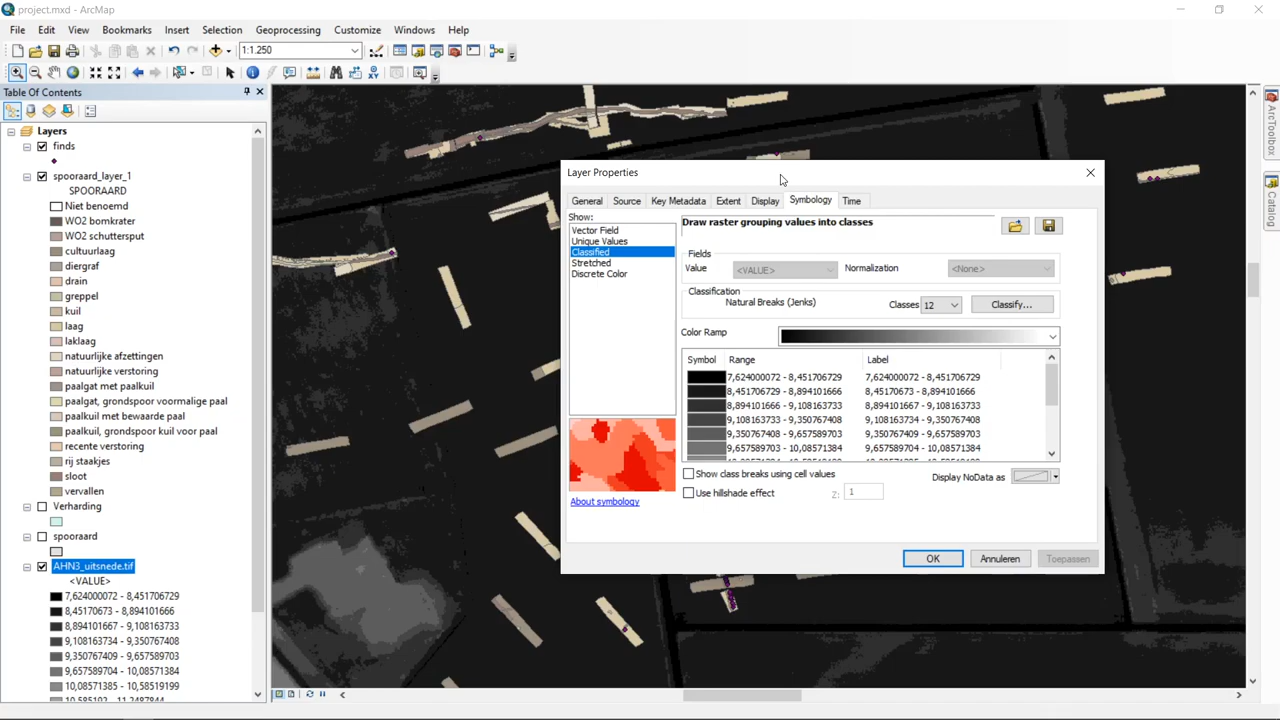 project.mxd - ArcMap
File Edit View Bookmarks Insert Selection Geoprocessing Customize Windows Help
1:1.250
Table Of Contents
Layers
finds
spooraard_layer_1
SPOORAARD
Niet benoemd
WO2 bomkrater
WO2 schuttersput
cultuurlaag
diergraf
drain
greppel
kuil
laag
laklaag
natuurlijke afzettingen
natuurlijke verstoring
paalgat met paalkuil
paalgat, grondspoor voormalige paal
paalkuil met bewaarde paal
paalkuil, grondspoor kuil voor paal
recente verstoring
rij staakjes
sloot
vervallen
Verharding
spooraard
AHN3_uitsnede.tif
<VALUE>
7,624000072 - 8,451706729
8,45170673 - 8,894101666
8,894101667 - 9,108163733
9,108163734 - 9,350767408
9,350767409 - 9,657589703
9,657589704 - 10,08571384
10,08571385 - 10,58519199
10,585192 - 11,2487844
Layer Properties
General Source Key Metadata Extent Display Symbology Time
Show:
Vector Field
Unique Values
Classified
Stretched
Discrete Color
About symbology
Draw raster grouping values into classes
Fields
Value <VALUE> Normalization <None>
Classification
Natural Breaks (Jenks) Classes 12 Classify...
Color Ramp
Symbol Range Label
7,624000072 - 8,451706729 7,624000072 - 8,451706729
8,451706729 - 8,894101666 8,45170673 - 8,894101666
8,894101666 - 9,108163733 8,894101667 - 9,108163733
9,108163733 - 9,350767408 9,108163734 - 9,350767408
9,350767408 - 9,657589703 9,350767409 - 9,657589703
9,657589703 - 10,08571384 9,657589704 - 10,08571384
Show class breaks using cell values
Display NoData as
Use hillshade effect Z: 1
OK Annuleren Toepassen
ArcToolbox
Catalog